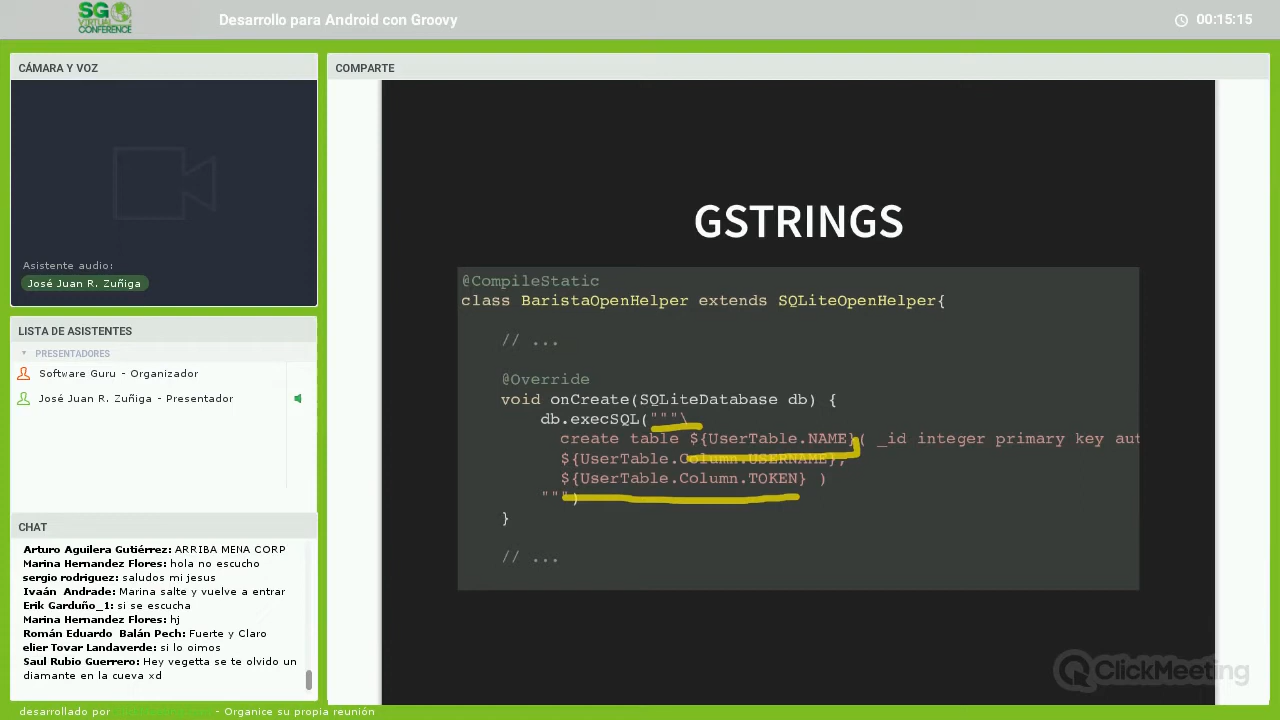 SG
VIRTUAL
CONFERENCE
Desarrollo para Android con Groovy
00:15:15
CÁMARA Y VOZ
Asistente audio:
José Juan R. Zuñiga
LISTA DE ASISTENTES
PRESENTADORES
Software Guru - Organizador
José Juan R. Zuñiga - Presentador
CHAT
Arturo Aguilera Gutiérrez: ARRIBA MENA CORP
Marina Hernandez Flores: hola no escucho
sergio rodriguez: saludos mi jesus
Ivaán Andrade: Marina salte y vuelve a entrar
Erik Garduño_1: si se escucha
Marina Hernandez Flores: hj
Román Eduardo Balán Pech: Fuerte y Claro
elier Tovar Landaverde: si lo oimos
Saul Rubio Guerrero: Hey vegetta se te olvido un
diamante en la cueva xd
COMPARTE
GSTRINGS
@CompileStatic
class BaristaOpenHelper extends SQLiteOpenHelper{
// ...
@Override
void onCreate(SQLiteDatabase db) {
db.execSQL("""\
create table ${UserTable.NAME}( _id integer primary key aut
${UserTable.Column.USERNAME},
${UserTable.Column.TOKEN} )
""")
}
// ...
ClickMeeting
desarrollado por - Organice su propia reunión